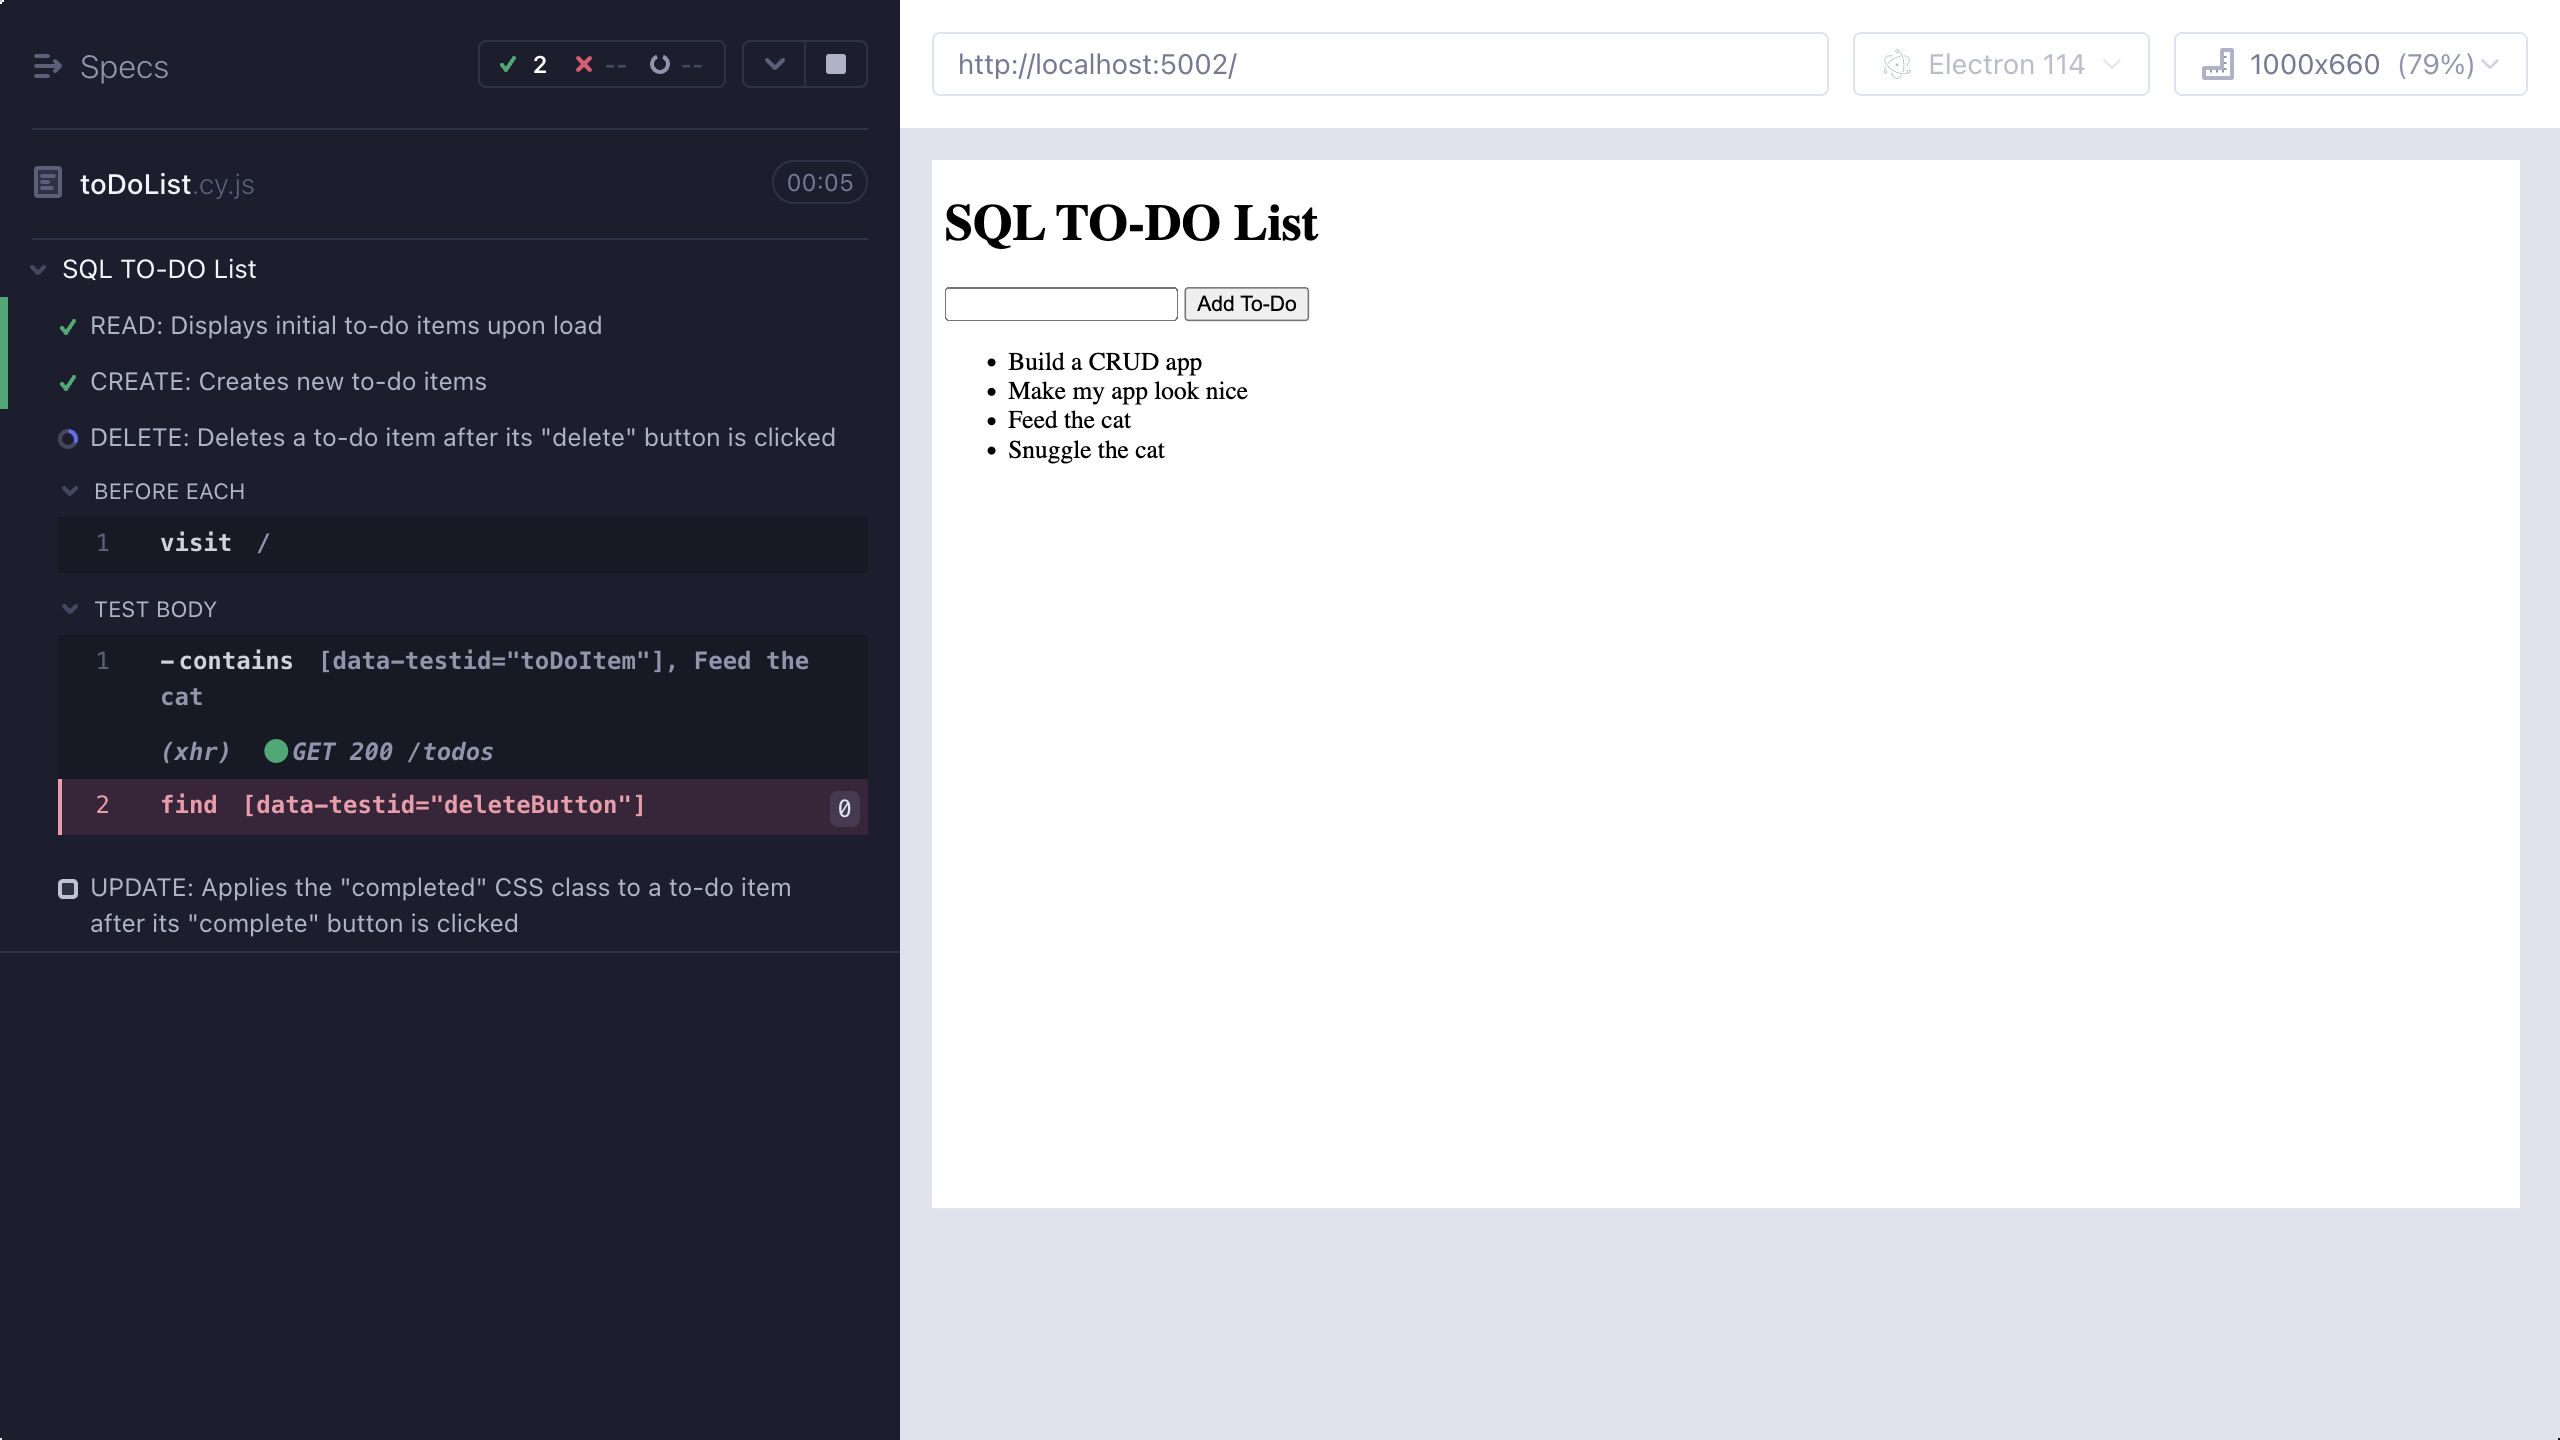 Specs
2 -- --
toDoList.cy.js
00:05
SQL TO-DO List
READ: Displays initial to-do items upon load
CREATE: Creates new to-do items
DELETE: Deletes a to-do item after its "delete" button is clicked
BEFORE EACH
1 visit /
TEST BODY
1 -contains [data-testid="toDoItem"], Feed the
cat
(xhr) GET 200 /todos
2 find [data-testid="deleteButton"] 0
UPDATE: Applies the "completed" CSS class to a to-do item
after its "complete" button is clicked
http://localhost:5002/
Electron 114
1000x660 (79%)
SQL TO-DO List
Add To-Do
• Build a CRUD app
• Make my app look nice
• Feed the cat
• Snuggle the cat